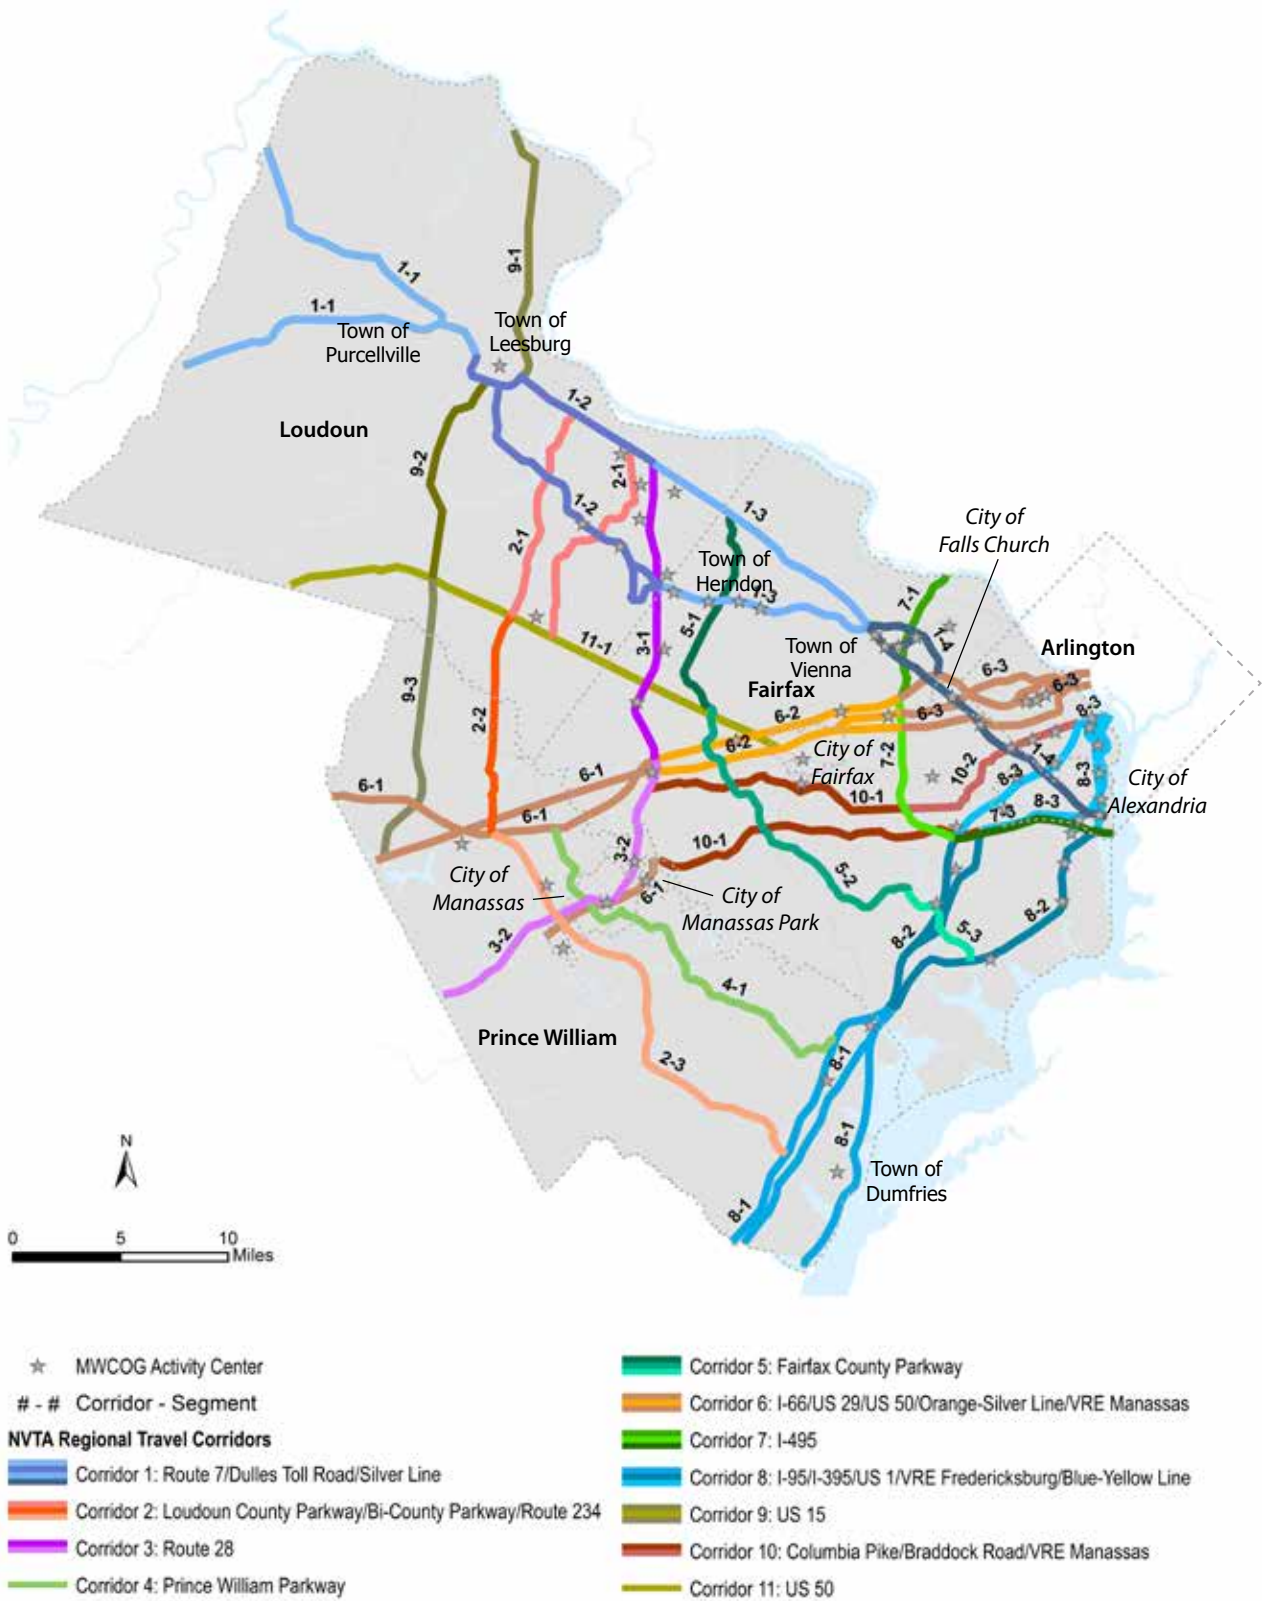 9-1
1-1
1-1
Town of
Purcellville
Town of
Leesburg
1-2
Loudoun
9-2
2-1
1-2
1-3
City of
Falls Church
2-1
Town of
Herndon
1-3
7-1
5-1
7-4
11-1
3-1
Town of
Vienna
Arlington
6-3
6-3
Fairfax
9-3
2-2
6-2
6-3
8-3
6-2
City of
Fairfax
7-2
10-2
1-4
8-3
8-3
City of
Alexandria
6-1
6-1
10-1
6-1
7-3
8-3
3-2
10-1
City of
Manassas
6-1
City of
Manassas Park
5-2
8-2
5-3
8-2
3-2
4-1
Prince William
2-3
8-1
8-1
Town of
Dumfries
8-1
N
0 5 10
Miles
MWCOG Activity Center
# - # Corridor - Segment
NVTA Regional Travel Corridors
Corridor 1: Route 7/Dulles Toll Road/Silver Line
Corridor 2: Loudoun County Parkway/Bi-County Parkway/Route 234
Corridor 3: Route 28
Corridor 4: Prince William Parkway
Corridor 5: Fairfax County Parkway
Corridor 6: I-66/US 29/US 50/Orange-Silver Line/VRE Manassas
Corridor 7: I-495
Corridor 8: I-95/I-395/US 1/VRE Fredericksburg/Blue-Yellow Line
Corridor 9: US 15
Corridor 10: Columbia Pike/Braddock Road/VRE Manassas
Corridor 11: US 50